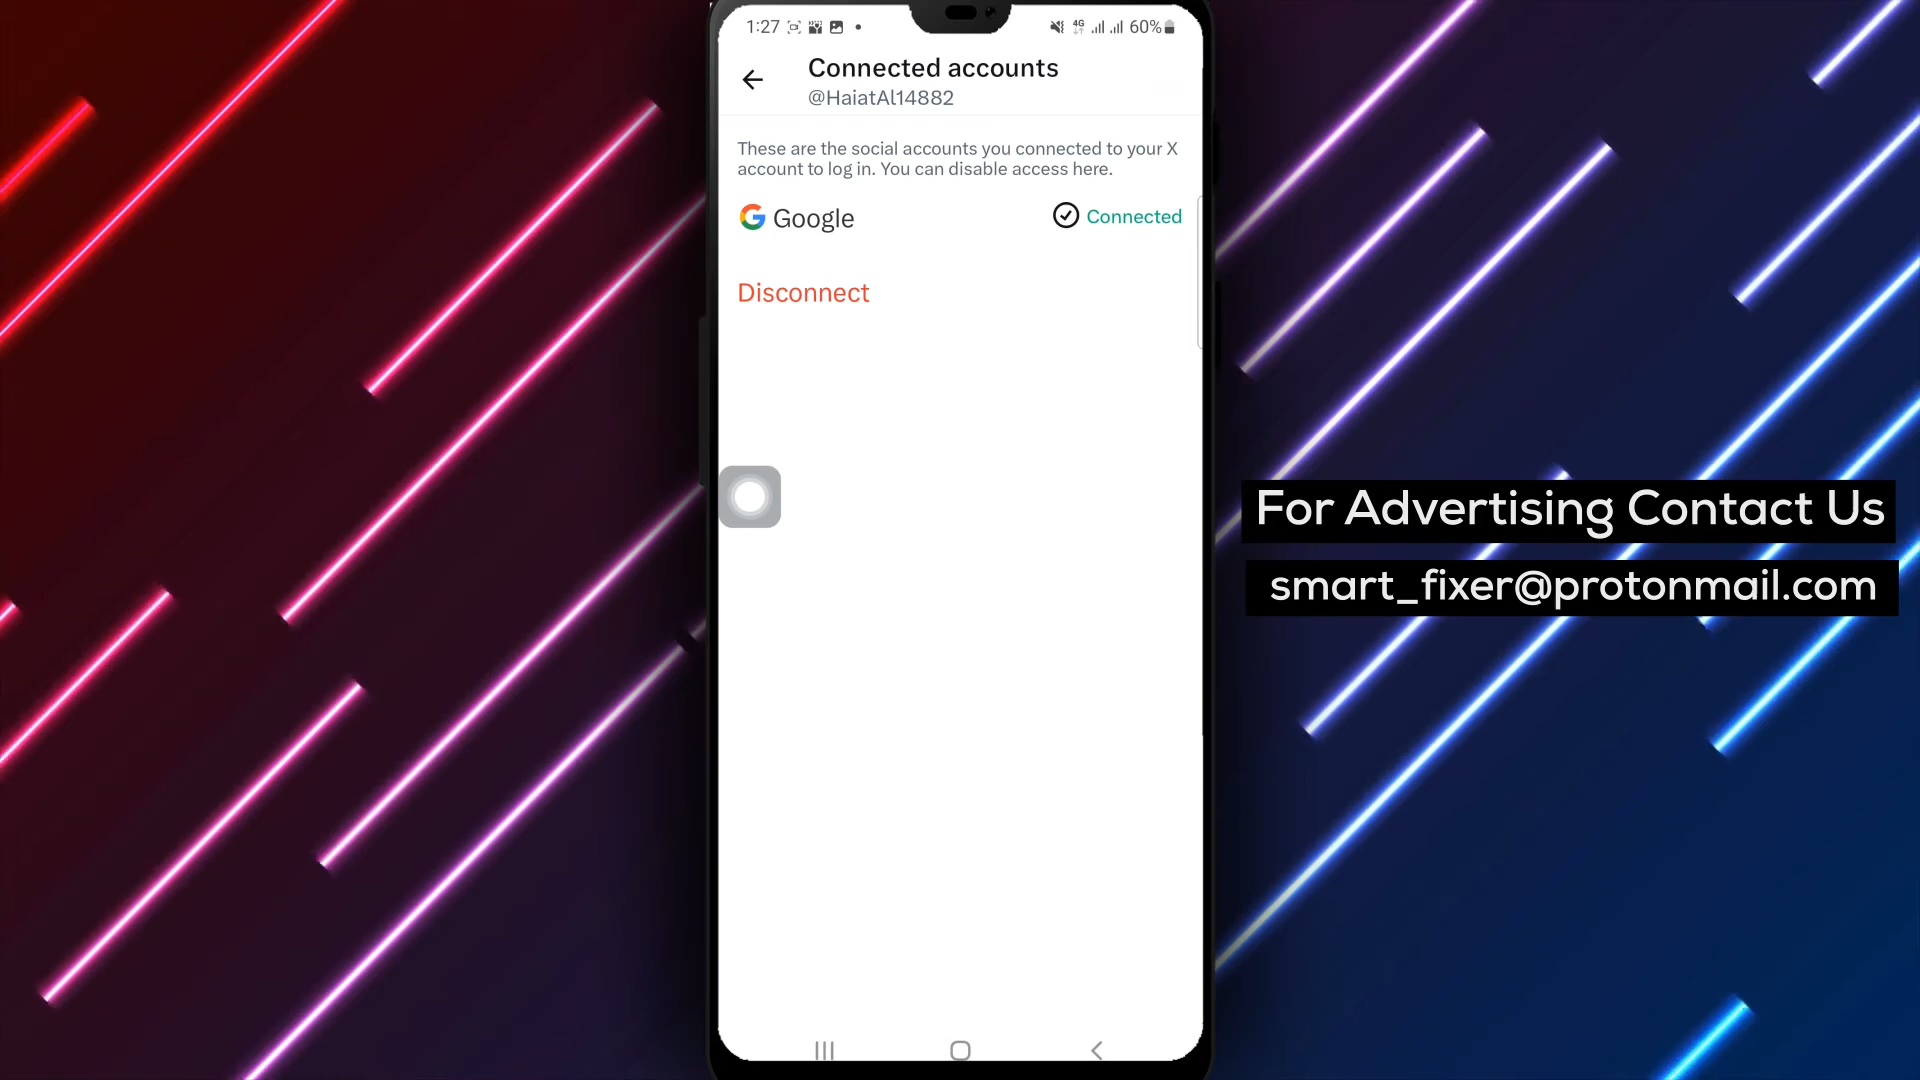 1:27
4G 60%
Connected accounts
@HaiatAl14882
These are the social accounts you connected to your X
account to log in. You can disable access here.
Google
Connected
Disconnect
For Advertising Contact Us
smart_fixer@protonmail.com